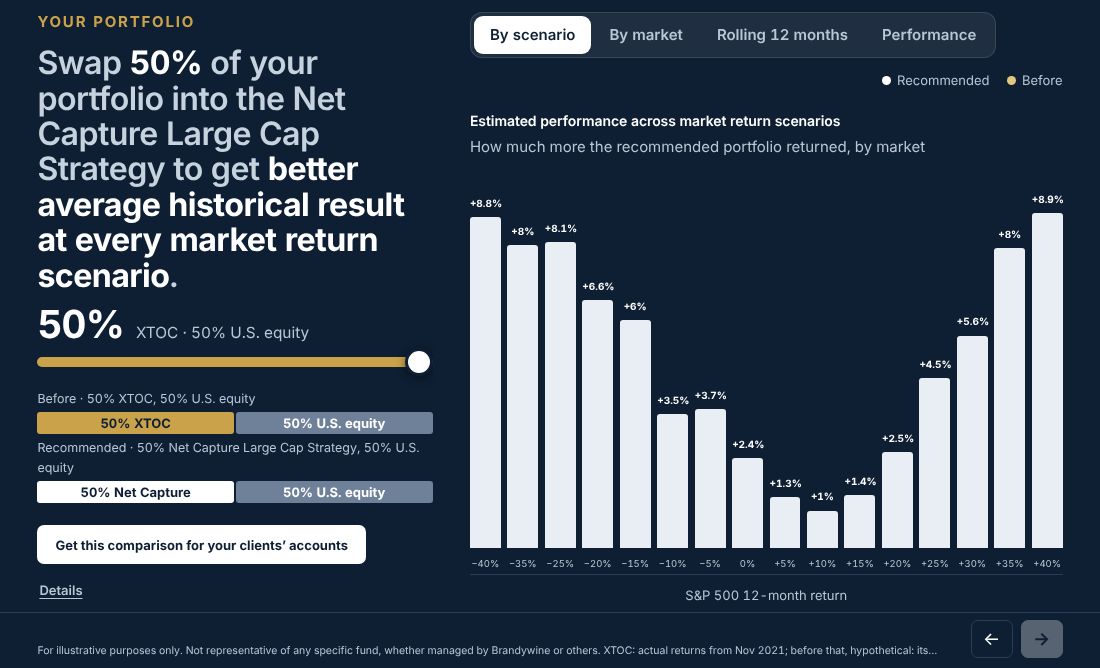 YOUR PORTFOLIO
Swap 50% of your
portfolio into the Net
Capture Large Cap
Strategy to get better
average historical result
at every market return
scenario.
50% XTOC · 50% U.S. equity
Before · 50% XTOC, 50% U.S. equity
50% XTOC 50% U.S. equity
Recommended · 50% Net Capture Large Cap Strategy, 50% U.S.
equity
50% Net Capture 50% U.S. equity
Get this comparison for your clients’ accounts
Details
By scenario By market Rolling 12 months Performance
Recommended Before
Estimated performance across market return scenarios
How much more the recommended portfolio returned, by market
+8.8% +8% +8.1% +6.6% +6% +3.5% +3.7% +2.4% +1.3% +1% +1.4% +2.5% +4.5% +5.6% +8% +8.9%
−40% −35% −25% −20% −15% −10% −5% 0% +5% +10% +15% +20% +25% +30% +35% +40%
S&P 500 12-month return
For illustrative purposes only. Not representative of any specific fund, whether managed by Brandywine or others. XTOC: actual returns from Nov 2021; before that, hypothetical: its…
← →